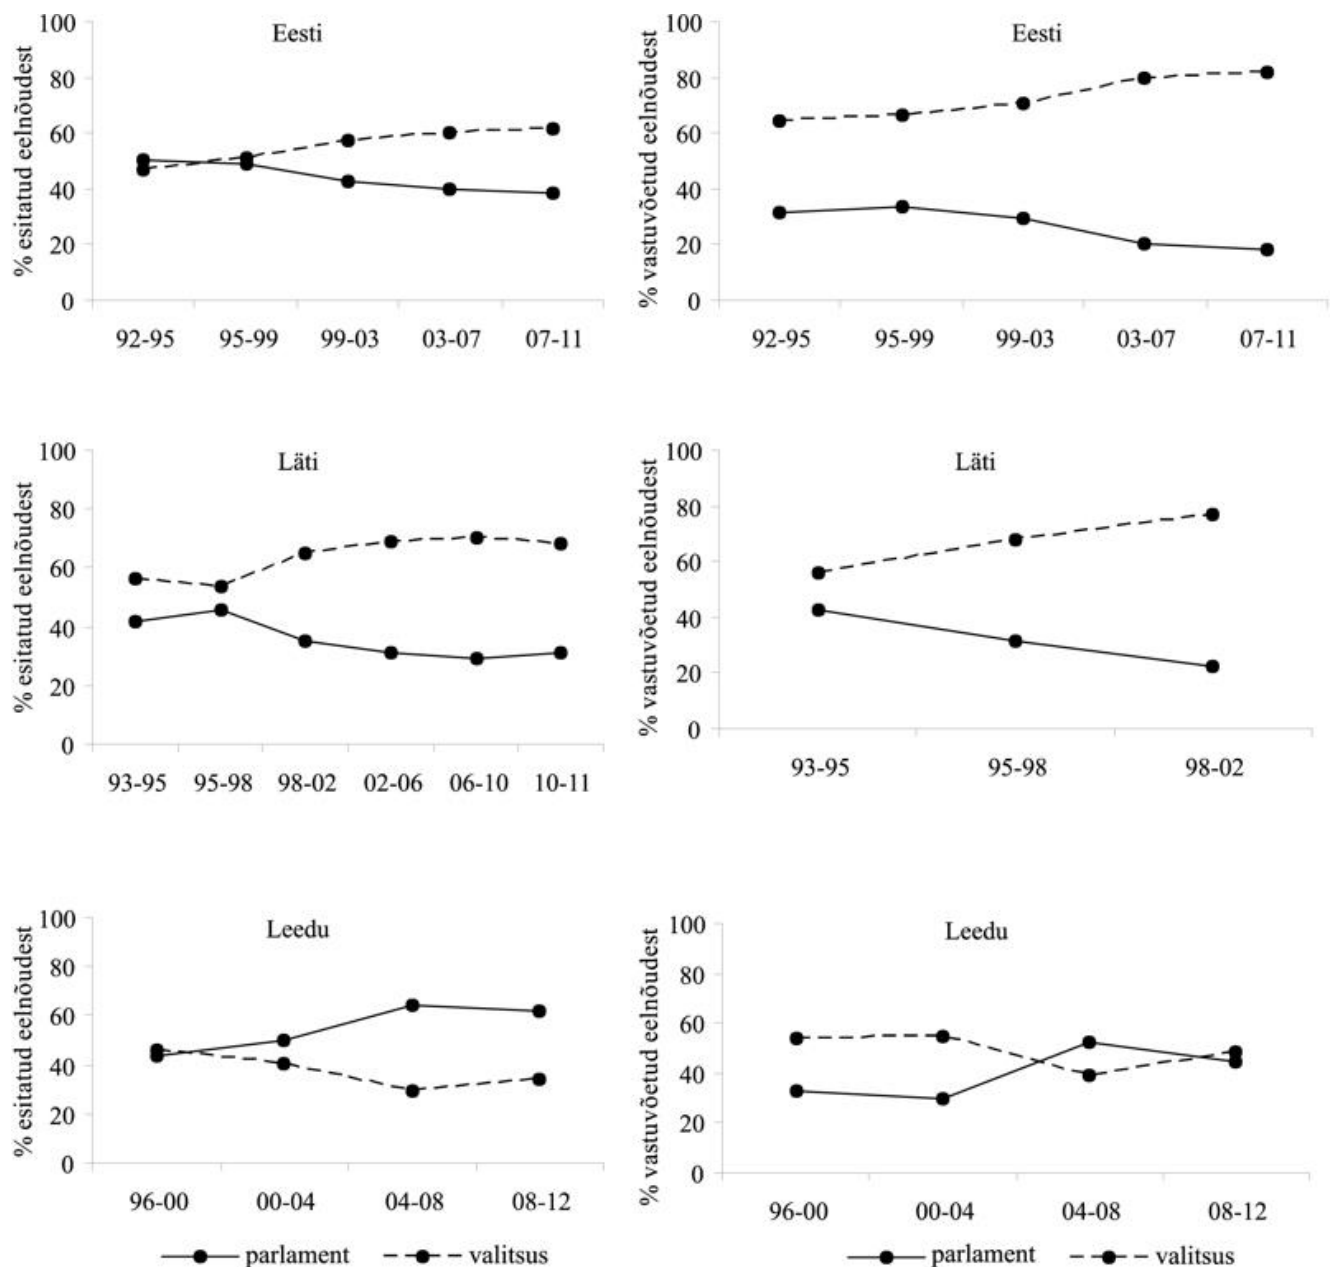 Eesti
% esitatud eelnõudest
100
80
60
40
20
0
92-95 95-99 99-03 03-07 07-11
Eesti
% vastuvõetud eelnõudest
100
80
60
40
20
0
92-95 95-99 99-03 03-07 07-11
Läti
% esitatud eelnõudest
100
80
60
40
20
0
93-95 95-98 98-02 02-06 06-10 10-11
Läti
% vastuvõetud eelnõudest
100
80
60
40
20
0
93-95 95-98 98-02
Leedu
% esitatud eelnõudest
100
80
60
40
20
0
96-00 00-04 04-08 08-12
parlament valitsus
Leedu
% vastuvõetud eelnõudest
100
80
60
40
20
0
96-00 00-04 04-08 08-12
parlament valitsus